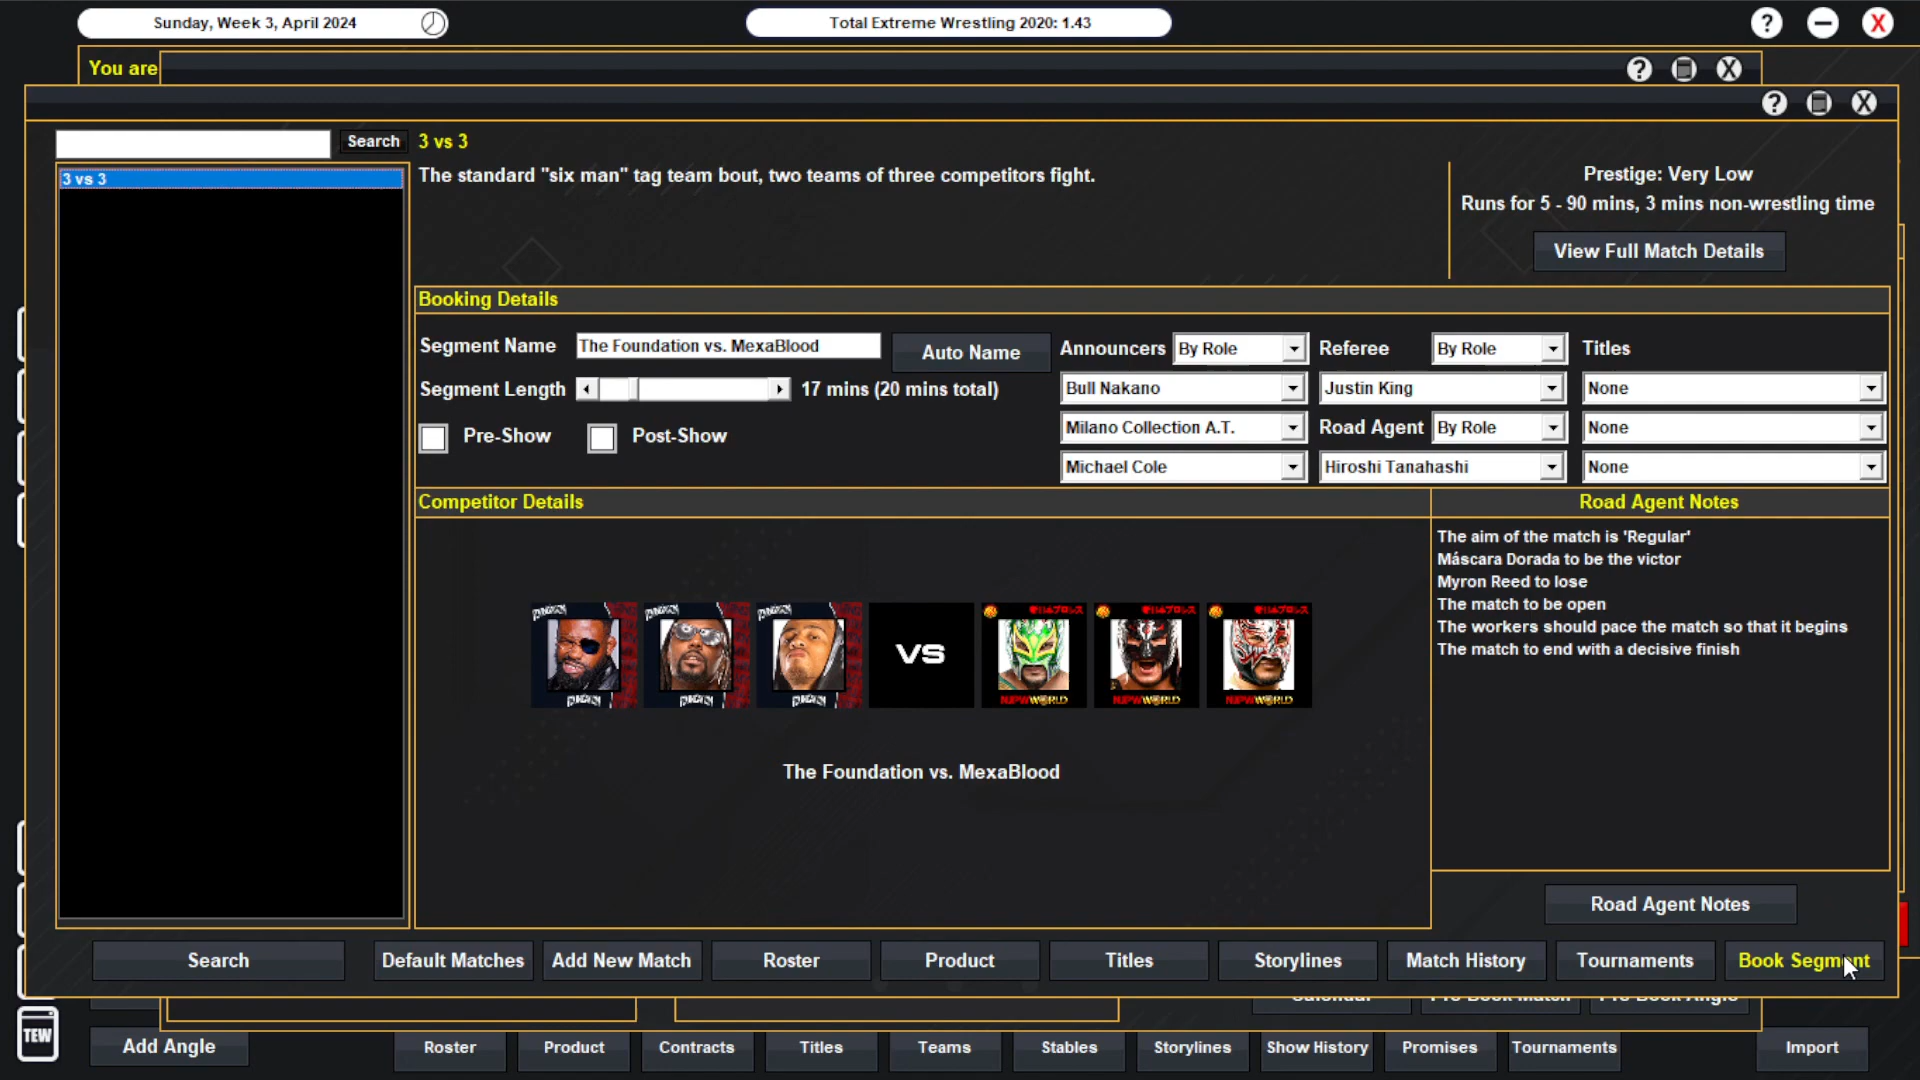 Sunday, Week 3, April 2024
Total Extreme Wrestling 2020: 1.43
You are
Search
3 vs 3
3 vs 3
The standard "six man" tag team bout, two teams of three competitors fight.
Prestige: Very Low
Runs for 5 - 90 mins, 3 mins non-wrestling time
View Full Match Details
Booking Details
Segment Name
The Foundation vs. MexaBlood
Auto Name
Announcers
By Role
Referee
By Role
Titles
Segment Length
17 mins (20 mins total)
Bull Nakano
Justin King
None
Pre-Show
Post-Show
Milano Collection A.T.
Road Agent
By Role
None
Michael Cole
Hiroshi Tanahashi
None
Competitor Details
Road Agent Notes
The aim of the match is 'Regular'
Máscara Dorada to be the victor
Myron Reed to lose
The match to be open
The workers should pace the match so that it begins
The match to end with a decisive finish
VS
NJPWWORLD
NJPWWORLD
NJPWWORLD
The Foundation vs. MexaBlood
Road Agent Notes
Search
Default Matches
Add New Match
Roster
Product
Titles
Storylines
Match History
Tournaments
Book Segment
TEW
Add Angle
Roster
Product
Contracts
Titles
Teams
Stables
Storylines
Show History
Promises
Tournaments
Import